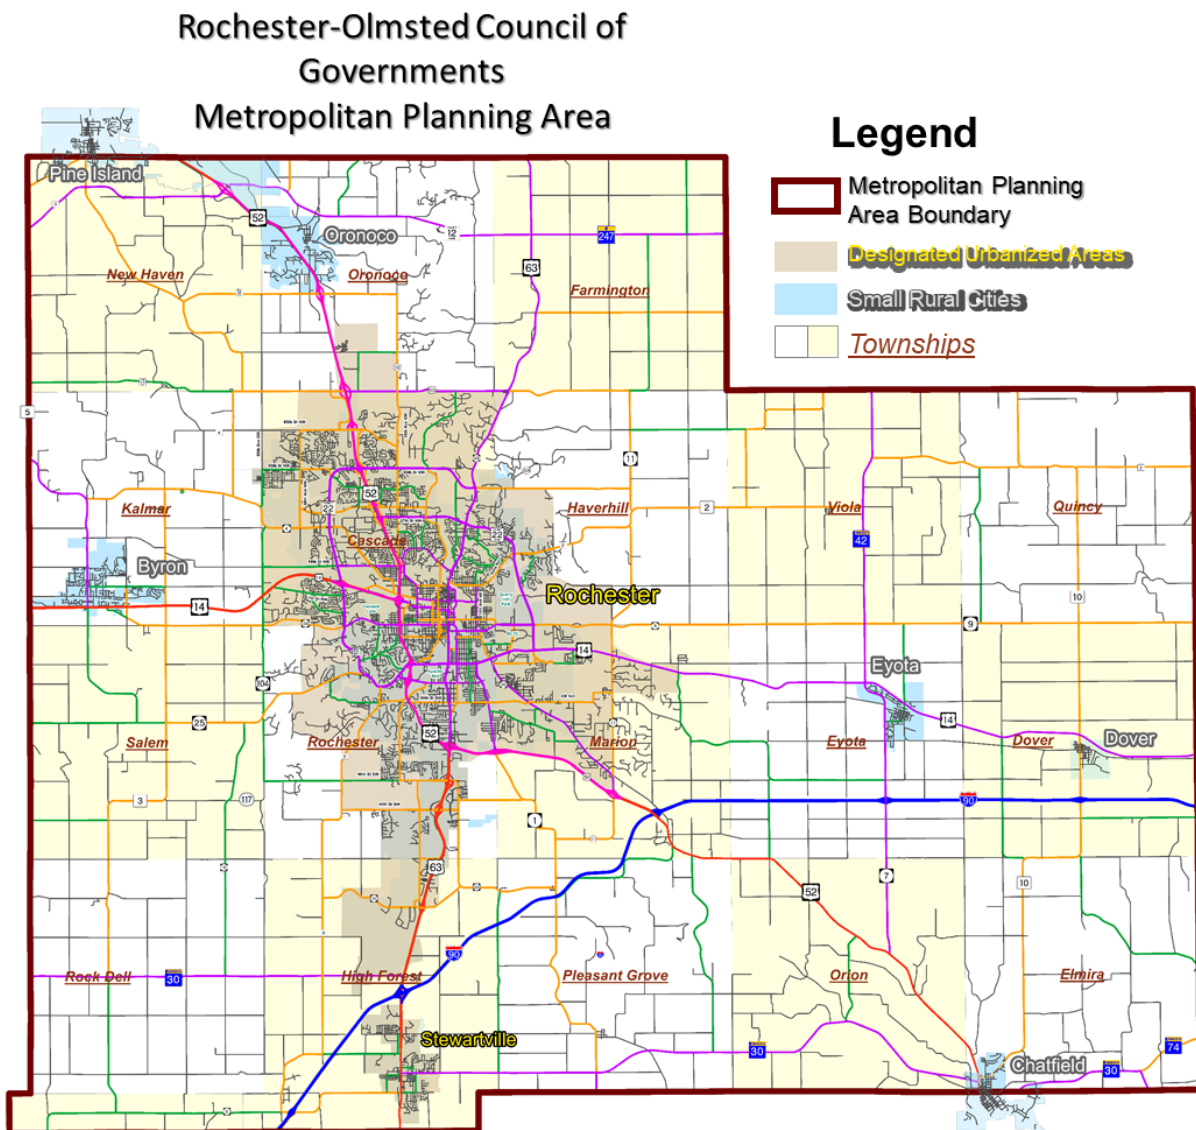 Rochester-Olmsted Council of
Governments
Metropolitan Planning Area
Legend
Metropolitan Planning
Area Boundary
Designated Urbanized Areas
Small Rural Cities
Townships
Pine Island
52
Oronoco
New Haven
Oronoco
12
247
63
Farmington
5
11
52
22
Kalmar
Cascade
22
Haverhill
2
Viola
Quincy
42
Byron
14
Rochester
10
9
14
Eyota
104
25
52
14
Salem
Rochester
Marion
Eyota
Dover
Dover
3
117
1
90
63
7
52
10
90
Rock Dell
30
High Forest
Pleasant Grove
Orion
Elmira
Stewartville
30
Chatfield
30
74